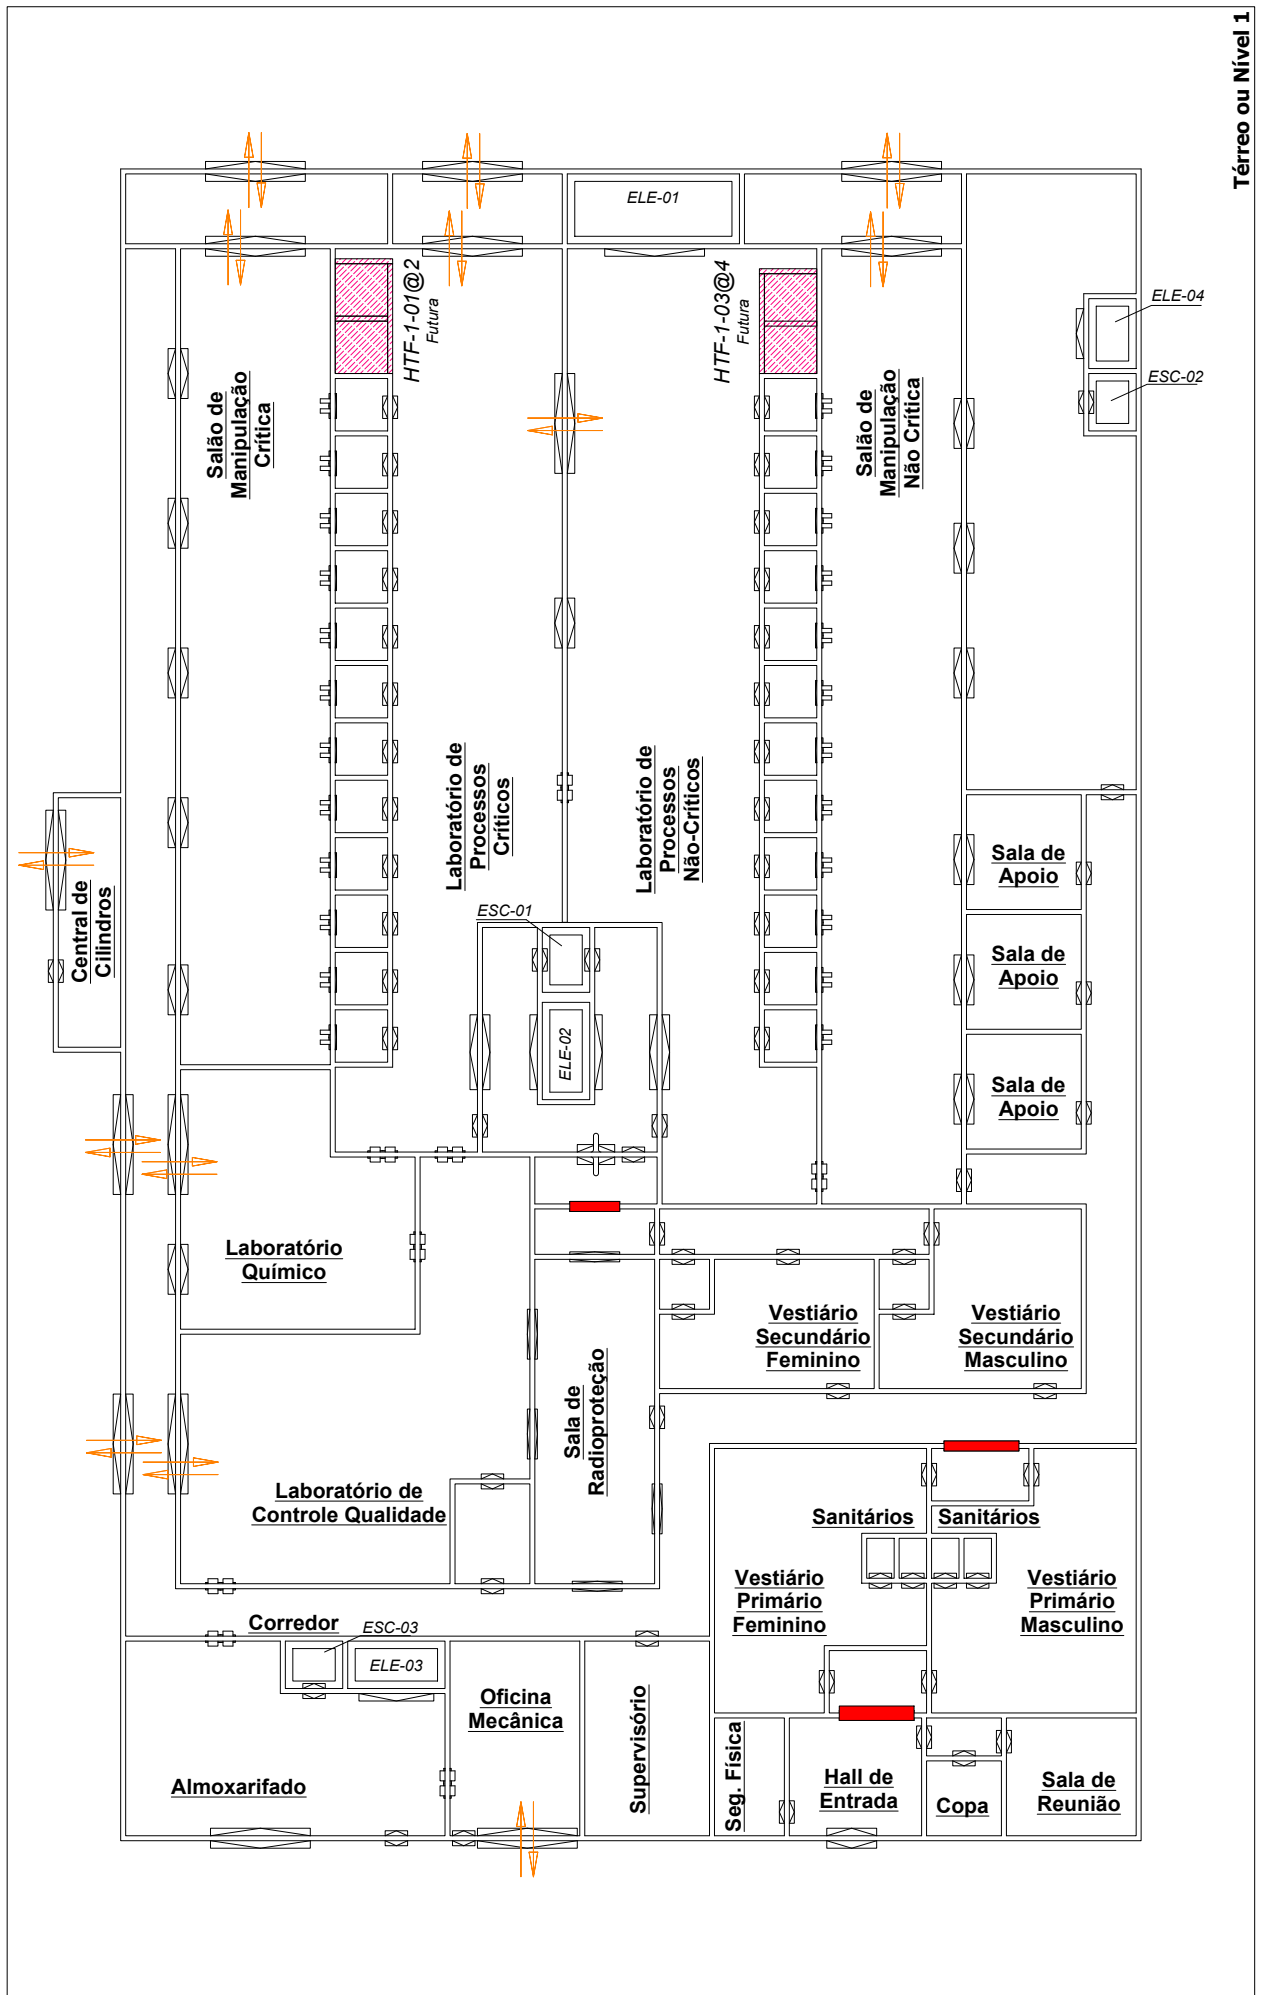 Térreo ou Nível 1
ELE-01
HTF-1-01@2
Futura
HTF-1-03@4
Futura
ELE-04
ESC-02
Salão de
Manipulação
Crítica
Salão de
Manipulação
Não Crítica
Laboratório de
Processos
Críticos
Laboratório de
Processos
Não-Críticos
Central de
Cilindros
ESC-01
ELE-02
Sala de
Apoio
Sala de
Apoio
Sala de
Apoio
Laboratório
Químico
Vestiário
Secundário
Feminino
Vestiário
Secundário
Masculino
Sala de
Radioproteção
Laboratório de
Controle Qualidade
Sanitários
Sanitários
Vestiário
Primário
Feminino
Vestiário
Primário
Masculino
Corredor
ESC-03
ELE-03
Oficina
Mecânica
Supervisório
Seg. Física
Almoxarifado
Hall de
Entrada
Copa
Sala de
Reunião